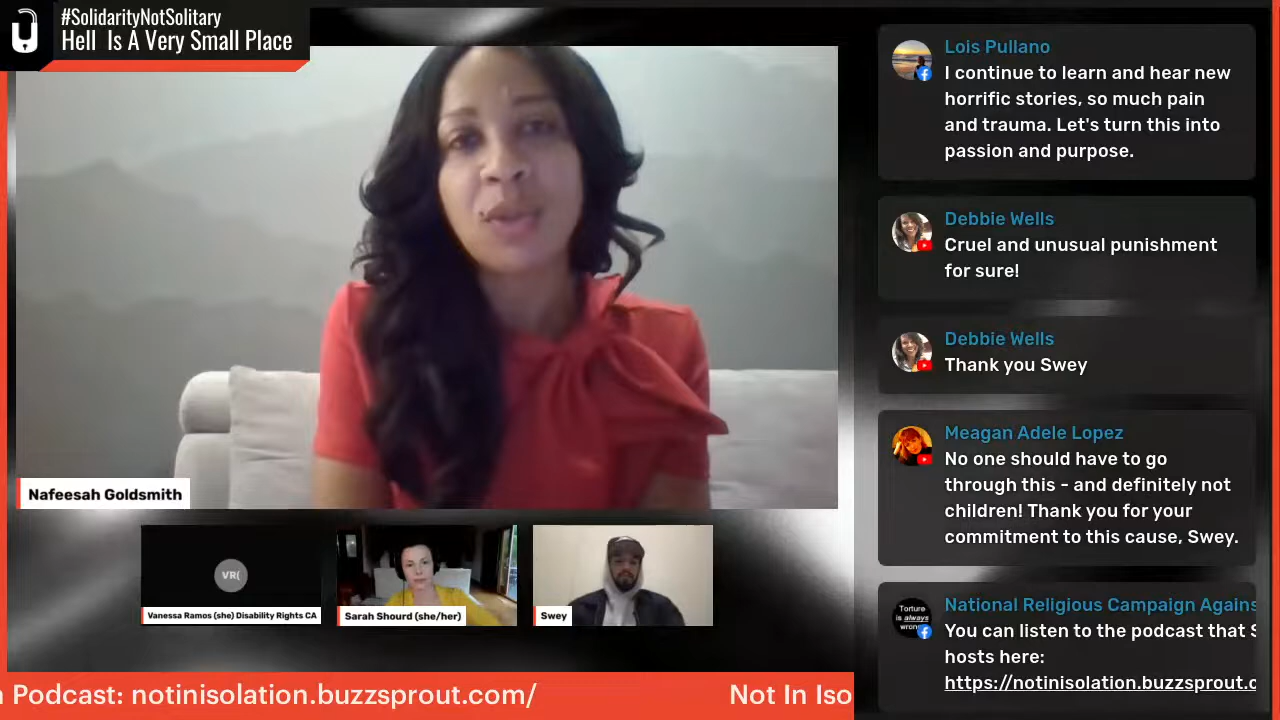 #SolidarityNotSolitary
Hell Is A Very Small Place
Nafeesah Goldsmith
VR(
Vanessa Ramos (she) Disability Rights CA
Sarah Shourd (she/her)
Swey
Podcast: notinisolation.buzzsprout.com/
Not In Iso
Lois Pullano
I continue to learn and hear new
horrific stories, so much pain
and trauma. Let's turn this into
passion and purpose.
Debbie Wells
Cruel and unusual punishment
for sure!
Debbie Wells
Thank you Swey
Meagan Adele Lopez
No one should have to go
through this - and definitely not
children! Thank you for your
commitment to this cause, Swey.
Torture
is always
wrong
National Religious Campaign Agains
You can listen to the podcast that S
hosts here:
https://notinisolation.buzzsprout.c